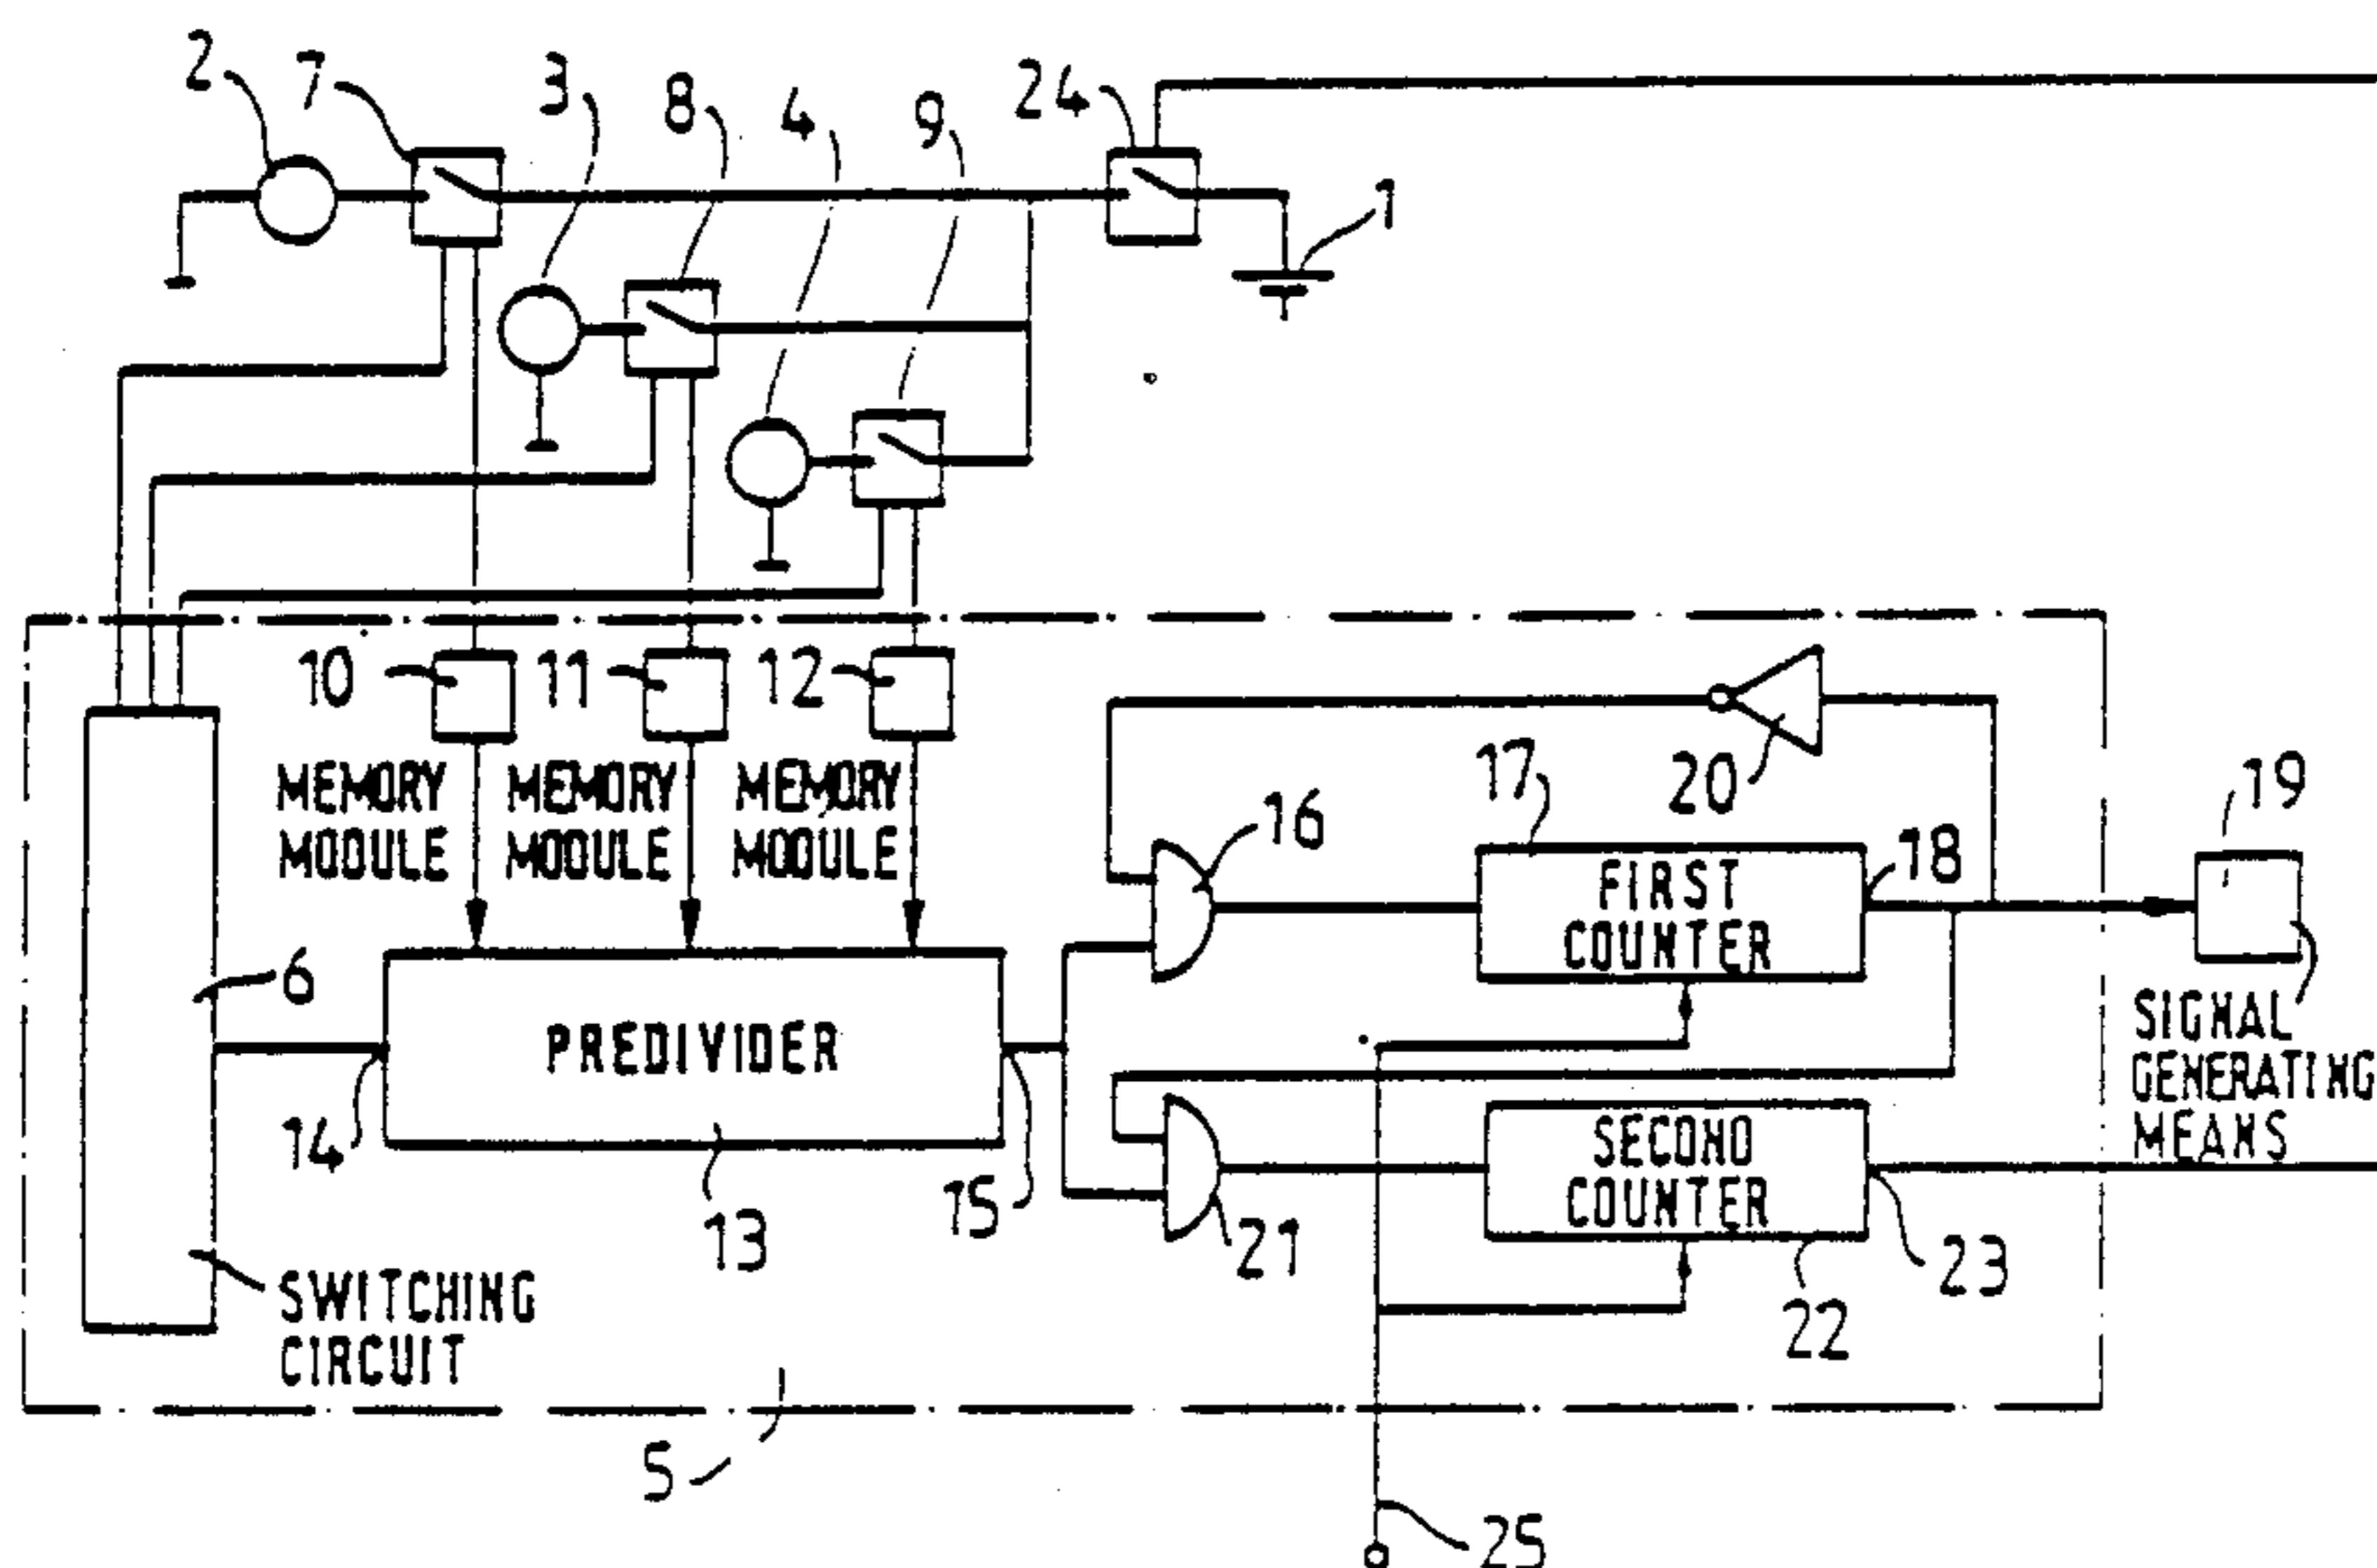 2 7 3 8 4 9 24
1
10 11 12
MEMORY MODULE
MEMORY MODULE
MEMORY MODULE
20
17
16
18
19
FIRST
COUNTER
6
PREDIVIDER
SIGNAL
GENERATING
MEANS
14
13
15
21
SECOND
COUNTER
23
22
SWITCHING
CIRCUIT
5
25